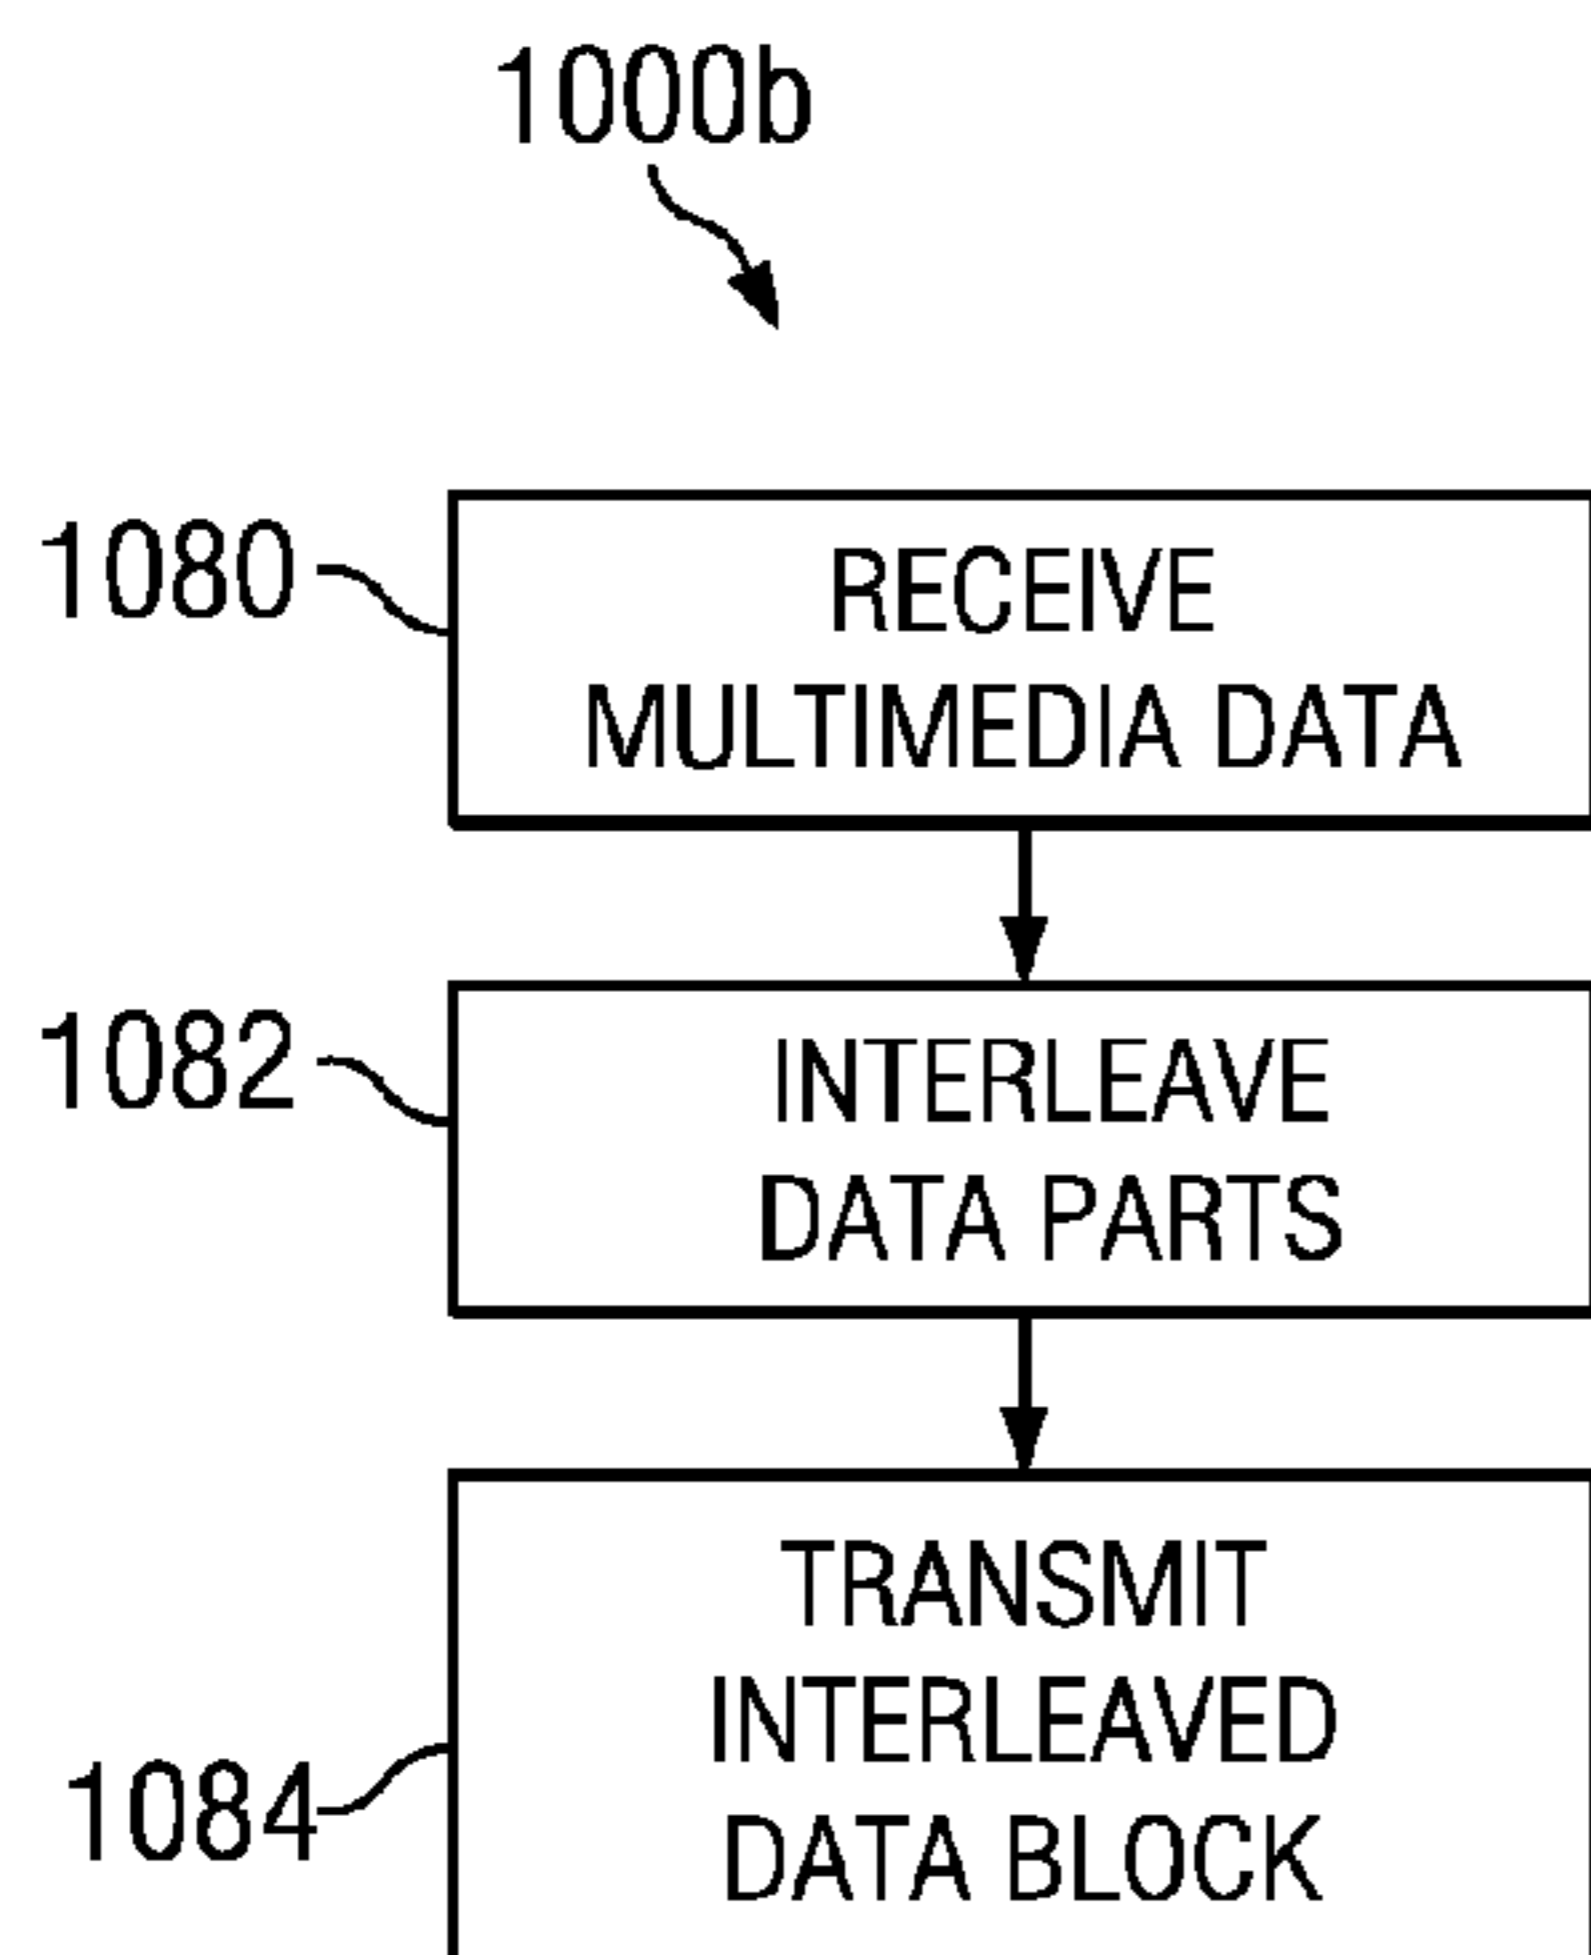 1000b
1080
RECEIVE
MULTIMEDIA DATA
1082
INTERLEAVE
DATA PARTS
TRANSMIT
INTERLEAVED
1084
DATA BLOCK